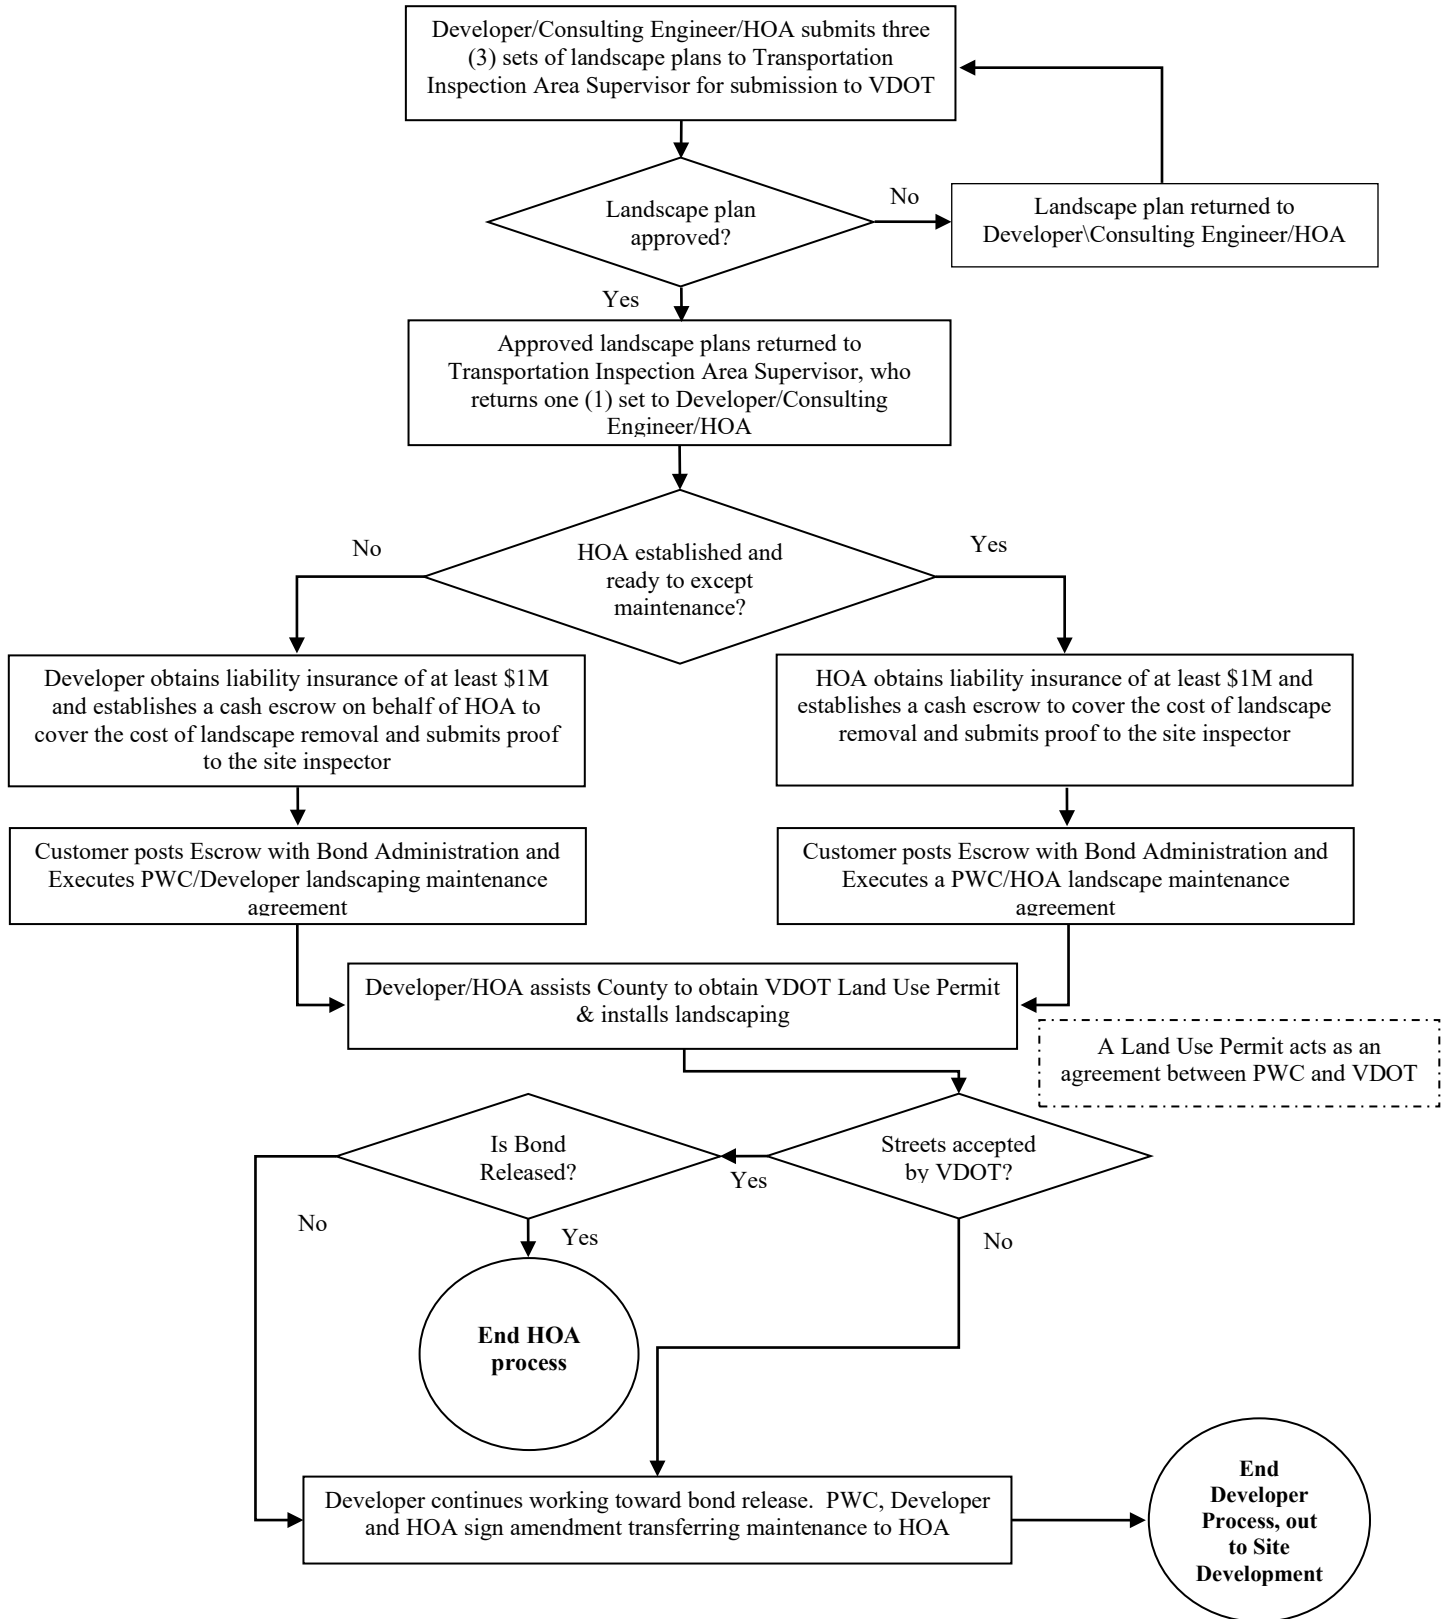 Developer/Consulting Engineer/HOA submits three
(3) sets of landscape plans to Transportation
Inspection Area Supervisor for submission to VDOT
Landscape plan
approved?
No
Landscape plan returned to
Developer\Consulting Engineer/HOA
Yes
Approved landscape plans returned to
Transportation Inspection Area Supervisor, who
returns one (1) set to Developer/Consulting
Engineer/HOA
HOA established and
ready to except
maintenance?
No
Yes
Developer obtains liability insurance of at least $1M
and establishes a cash escrow on behalf of HOA to
cover the cost of landscape removal and submits proof
to the site inspector
HOA obtains liability insurance of at least $1M and
establishes a cash escrow to cover the cost of landscape
removal and submits proof to the site inspector
Customer posts Escrow with Bond Administration and
Executes PWC/Developer landscaping maintenance
agreement
Customer posts Escrow with Bond Administration and
Executes a PWC/HOA landscape maintenance
agreement
Developer/HOA assists County to obtain VDOT Land Use Permit
& installs landscaping
A Land Use Permit acts as an
agreement between PWC and VDOT
Is Bond
Released?
Yes
Streets accepted
by VDOT?
No
Yes
No
End HOA
process
Developer continues working toward bond release.  PWC, Developer
and HOA sign amendment transferring maintenance to HOA
End
Developer
Process, out
to Site
Development